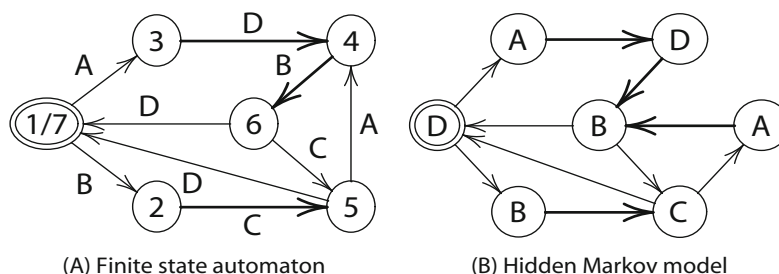 3 D 4 A D
A B
1/7 D 6 A D B A
C
B D
2 C 5 B C
(A) Finite state automaton (B) Hidden Markov model